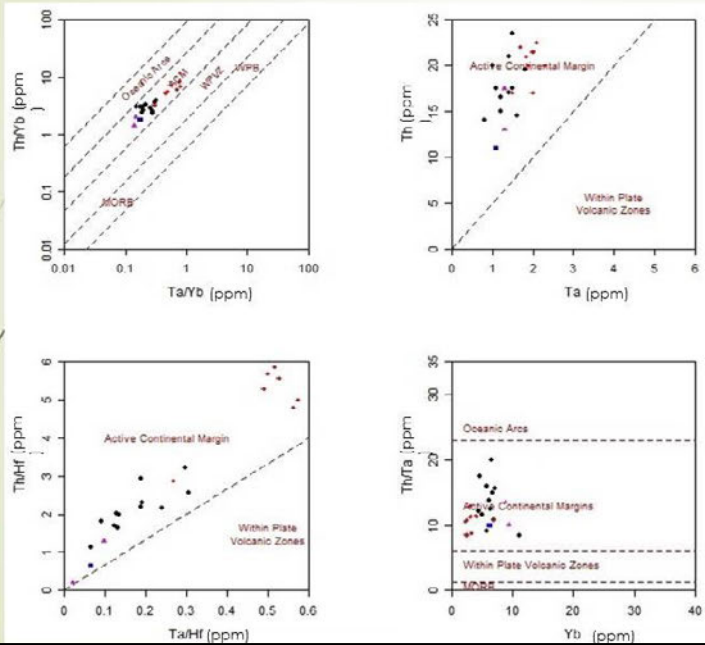 Th/Yb (ppm
100
10
1
0.1
0.01
Oceanic Arcs
ACM
WPVZ
WPB
MORB
0.01
0.1
1
10
100
Ta/Yb (ppm)
Th (ppm
25
20
15
10
5
0
Active Continental Margin
Within Plate
Volcanic Zones
0
1
2
3
4
5
6
Ta (ppm)
Th/Hf (ppm
6
5
4
3
2
1
0
Active Continental Margin
Within Plate
Volcanic Zones
0
0.1
0.2
0.3
0.4
0.5
0.6
Ta/Hf (ppm)
Th/Ta (ppm
35
20
10
0
Oceanic Arcs
Active Continental Margins
Within Plate Volcanic Zones
MORB
0
10
20
30
40
Yb (ppm)